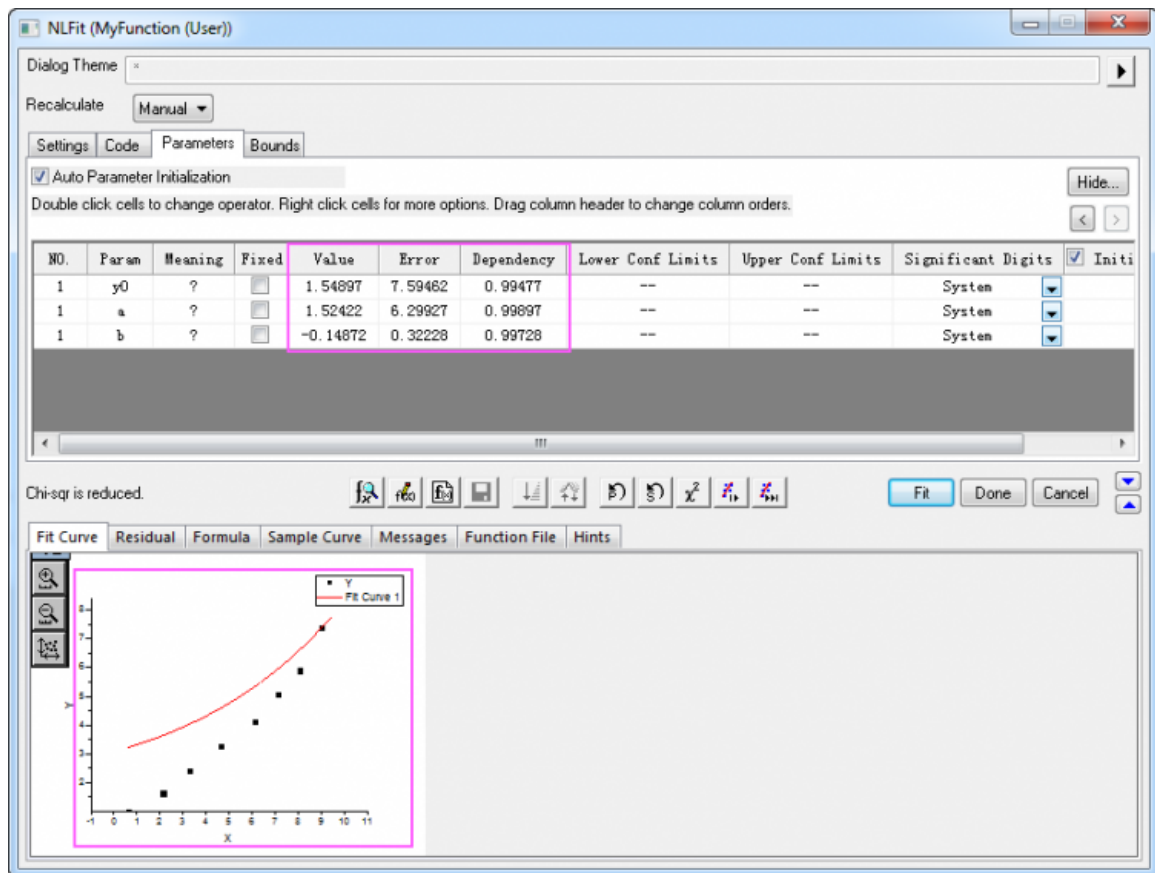 NLFit (MyFunction (User))
Dialog Theme *
Recalculate Manual
Settings Code Parameters Bounds
Auto Parameter Initialization
Hide...
Double click cells to change operator. Right click cells for more options. Drag column header to change column orders.
< >
NO. Param Meaning Fixed Value Error Dependency Lower Conf Limits Upper Conf Limits Significant Digits Initi
1 y0 ? 1.54897 7.59462 0.99477 -- -- System
1 a ? 1.52422 6.29927 0.99897 -- -- System
1 b ? -0.14872 0.32228 0.99728 -- -- System
Chi-sqr is reduced.
Fit Done Cancel
Fit Curve Residual Formula Sample Curve Messages Function File Hints
Y
Fit Curve 1
8
7
6
5
4
3
2
Y
-1 0 1 2 3 4 5 6 7 8 9 10 11
X